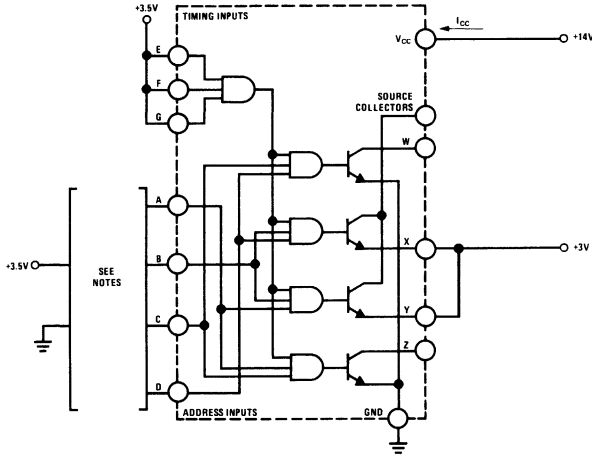 +3.5V
TIMING INPUTS
E
F
G
VCC
ICC
+14V
SOURCE
COLLECTORS
W
A
B
C
D
+3.5V
SEE
NOTES
X
+3V
Y
Z
ADDRESS INPUTS
GND